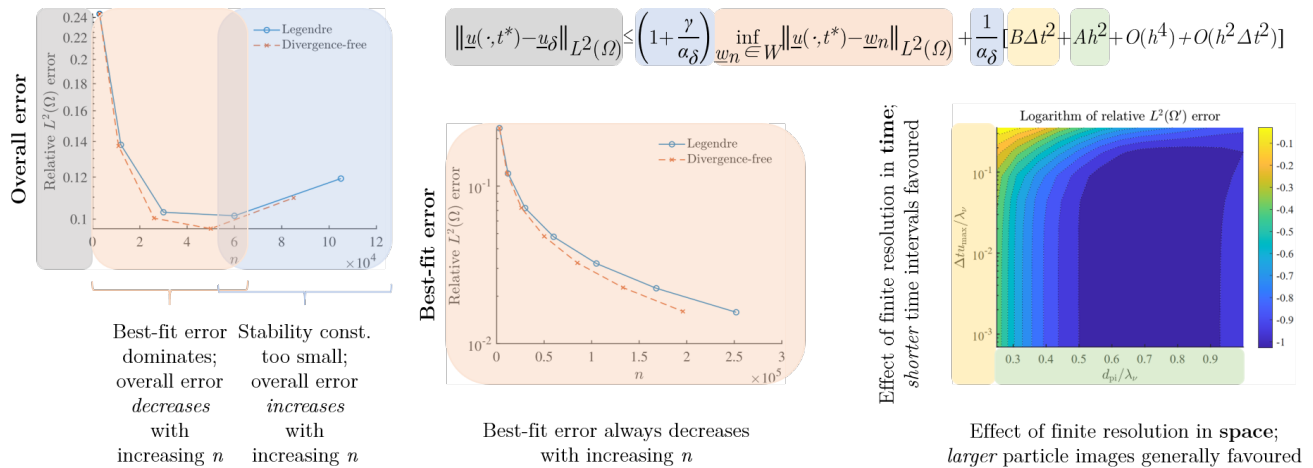 ‖u(·,t*)−u_δ‖_{L²(Ω)} ≤ (1+γ/α_δ) inf_{w_n∈W} ‖u(·,t*)−w_n‖_{L²(Ω)} + 1/α_δ [BΔt²+Ah²+O(h⁴)+O(h²Δt²)]
Overall error
Relative L²(Ω) error
0.24
0.22
0.2
0.18
0.16
0.14
0.12
0.1
Legendre
Divergence-free
0 2 4 6 8 10 12
n
×10⁴
Best-fit error
dominates;
overall error
decreases
with
increasing n
Stability const.
too small;
overall error
increases
with
increasing n
Best-fit error
Relative L²(Ω) error
10⁻¹
10⁻²
Legendre
Divergence-free
0 0.5 1 1.5 2 2.5 3
n
×10⁵
Best-fit error always decreases
with increasing n
Effect of finite resolution in time;
shorter time intervals favoured
Logarithm of relative L²(Ω′) error
Δtu_max/λ_ν
10⁻¹
10⁻²
10⁻³
0.3 0.4 0.5 0.6 0.7 0.8 0.9
d_pi/λ_ν
-0.1
-0.2
-0.3
-0.4
-0.5
-0.6
-0.7
-0.8
-0.9
-1
Effect of finite resolution in space;
larger particle images generally favoured